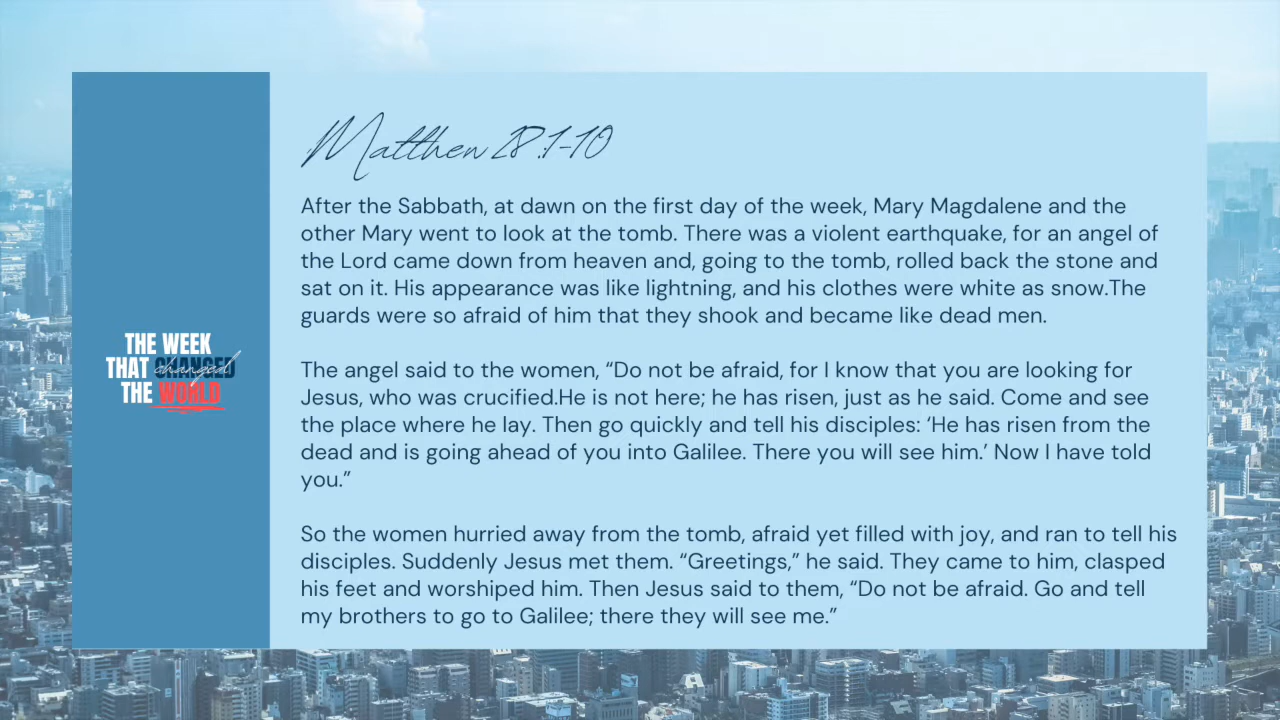 THE WEEK
THAT CHANGED changed
THE WORLD
Matthew 28:1-10
After the Sabbath, at dawn on the first day of the week, Mary Magdalene and the
other Mary went to look at the tomb. There was a violent earthquake, for an angel of
the Lord came down from heaven and, going to the tomb, rolled back the stone and
sat on it. His appearance was like lightning, and his clothes were white as snow.The
guards were so afraid of him that they shook and became like dead men.
The angel said to the women, “Do not be afraid, for I know that you are looking for
Jesus, who was crucified.He is not here; he has risen, just as he said. Come and see
the place where he lay. Then go quickly and tell his disciples: ‘He has risen from the
dead and is going ahead of you into Galilee. There you will see him.’ Now I have told
you.”
So the women hurried away from the tomb, afraid yet filled with joy, and ran to tell his
disciples. Suddenly Jesus met them. “Greetings,” he said. They came to him, clasped
his feet and worshiped him. Then Jesus said to them, “Do not be afraid. Go and tell
my brothers to go to Galilee; there they will see me.”